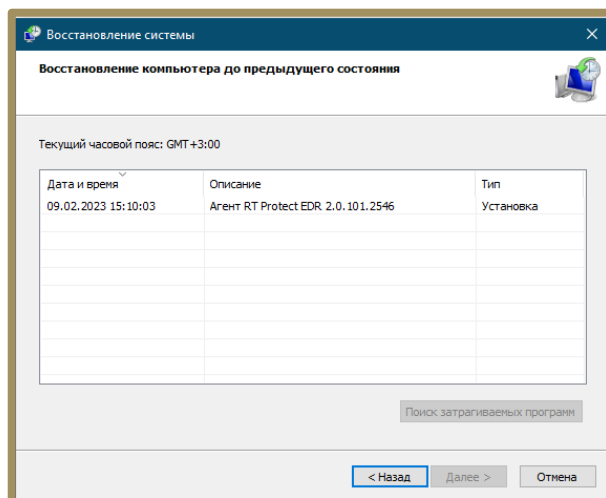 Восстановление системы
Восстановление компьютера до предыдущего состояния
Текущий часовой пояс: GMT+3:00
Дата и время Описание Тип
09.02.2023 15:10:03 Агент RT Protect EDR 2.0.101.2546 Установка
Поиск затрагиваемых программ
< Назад Далее > Отмена